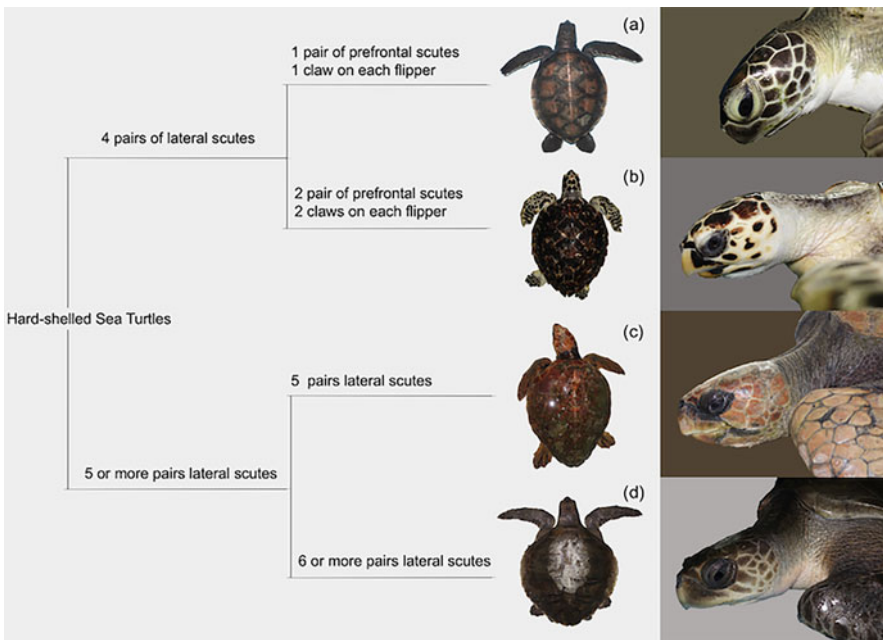 (a)
1 pair of prefrontal scutes
1 claw on each flipper
4 pairs of lateral scutes
(b)
2 pair of prefrontal scutes
2 claws on each flipper
Hard-shelled Sea Turtles
(c)
5 pairs lateral scutes
5 or more pairs lateral scutes
(d)
6 or more pairs lateral scutes